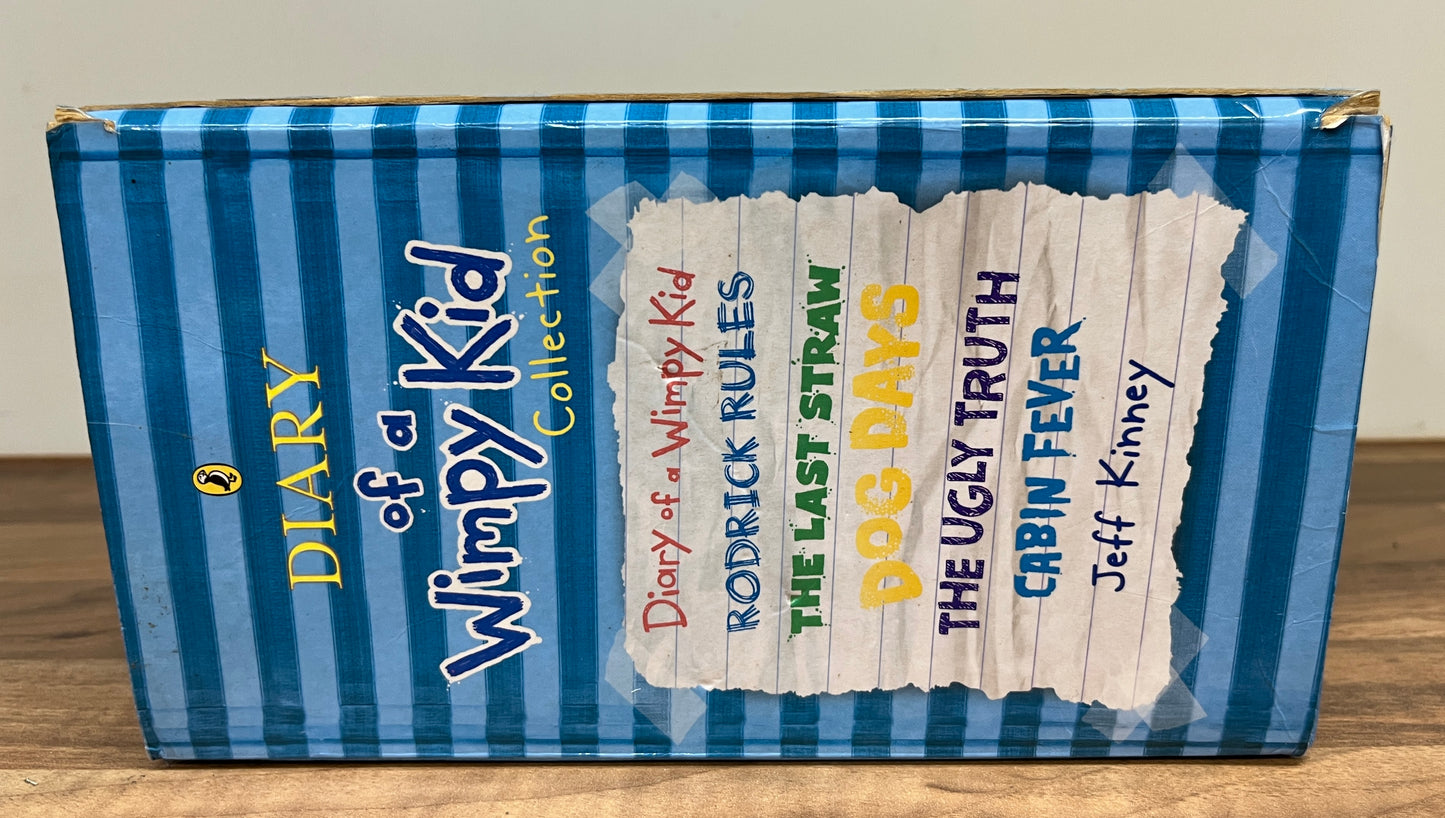 DIARY
of a
Wimpy Kid
Collection
Diary of a Wimpy Kid
RODRICK RULES
THE LAST STRAW
DOG DAYS
THE UGLY TRUTH
CABIN FEVER
Jeff Kinney